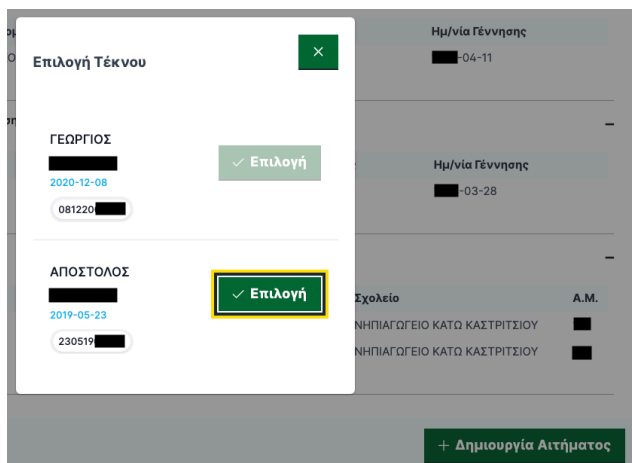 Ημ/νία Γέννησης
-04-11
Επιλογή Τέκνου
ΓΕΩΡΓΙΟΣ
✓ Επιλογή
2020-12-08
081220
Ημ/νία Γέννησης
-03-28
ΑΠΟΣΤΟΛΟΣ
✓ Επιλογή
2019-05-23
230519
Σχολείο Α.Μ.
ΝΗΠΙΑΓΩΓΕΙΟ ΚΑΤΩ ΚΑΣΤΡΙΤΣΙΟΥ
ΝΗΠΙΑΓΩΓΕΙΟ ΚΑΤΩ ΚΑΣΤΡΙΤΣΙΟΥ
+ Δημιουργία Αιτήματος